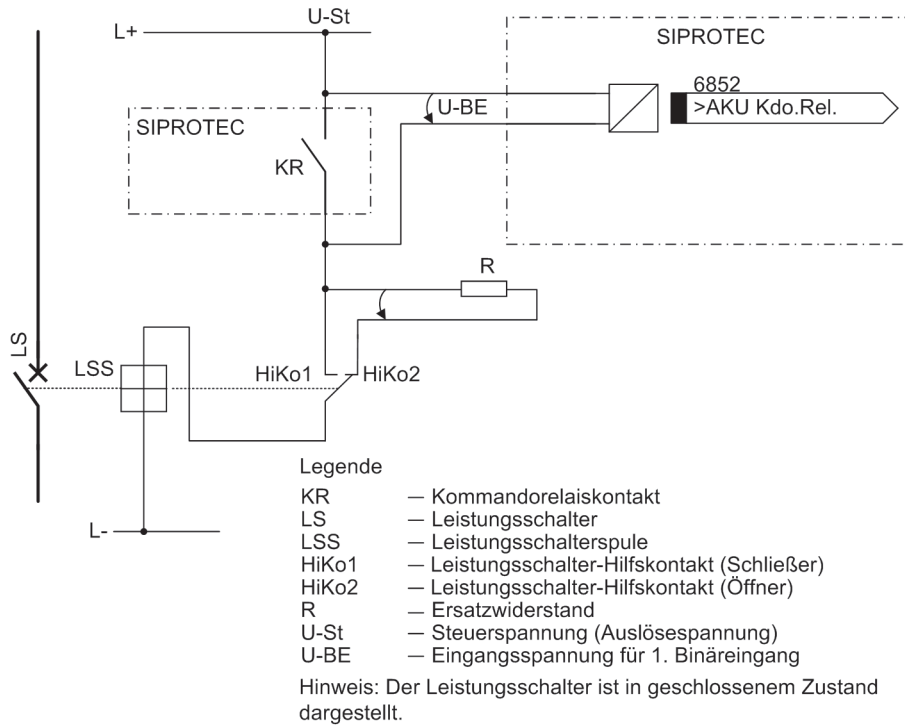 U-St
L+
SIPROTEC
6852
>AKU Kdo.Rel.
U-BE
SIPROTEC
KR
R
LS
LSS
HiKo1
HiKo2
L-
Legende
KR — Kommandorelaiskontakt
LS — Leistungsschalter
LSS — Leistungsschalterspule
HiKo1 — Leistungsschalter-Hilfskontakt (Schließer)
HiKo2 — Leistungsschalter-Hilfskontakt (Öffner)
R — Ersatzwiderstand
U-St — Steuerspannung (Auslösespannung)
U-BE — Eingangsspannung für 1. Binäreingang
Hinweis: Der Leistungsschalter ist in geschlossenem Zustand
dargestellt.